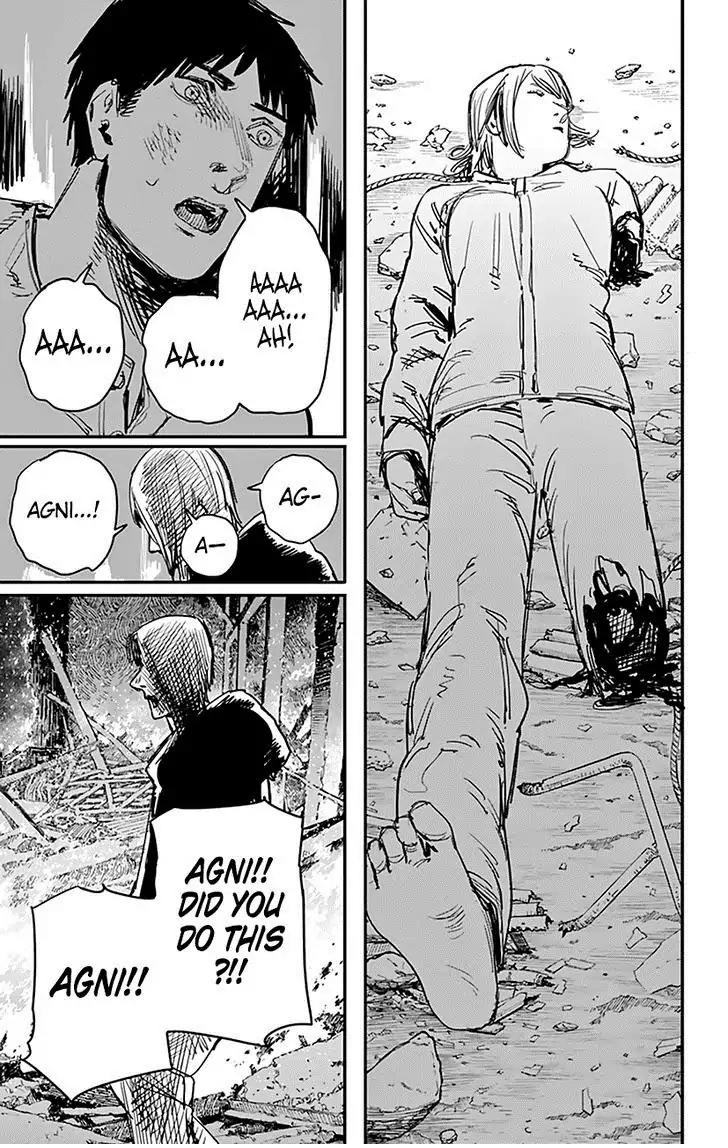 AAAA
AAA...
AH!
AA...
AAA...
AG-
A-
AGNI...!
AGNI!!
DID YOU
DO THIS
?!!
AGNI!!